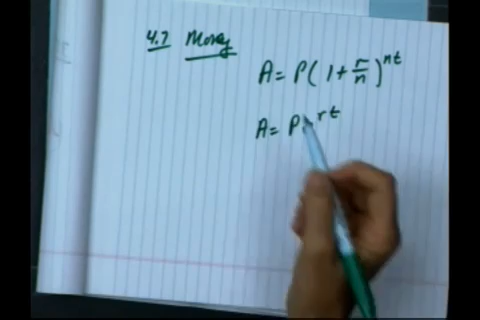 4.7 Money
A = P(1 + r/n)^nt
A = P rt